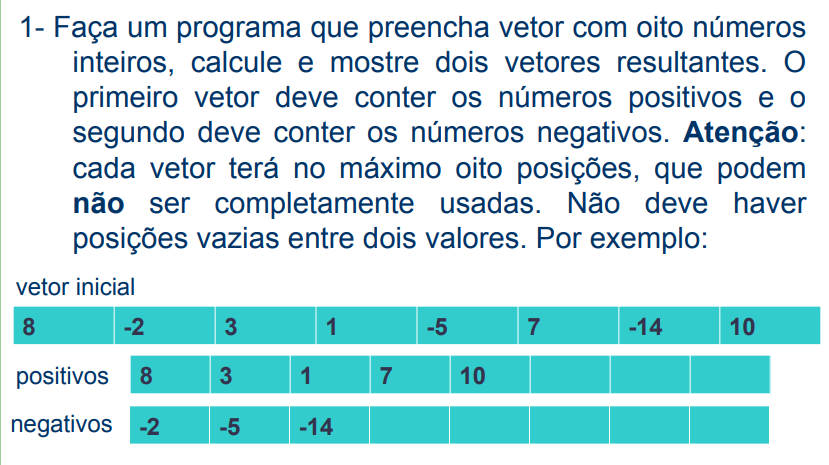 1- Faça um programa que preencha vetor com oito números
inteiros, calcule e mostre dois vetores resultantes. O
primeiro vetor deve conter os números positivos e o
segundo deve conter os números negativos. Atenção:
cada vetor terá no máximo oito posições, que podem
não ser completamente usadas. Não deve haver
posições vazias entre dois valores. Por exemplo:
vetor inicial
8 -2 3 1 -5 7 -14 10
positivos 8 3 1 7 10
negativos -2 -5 -14